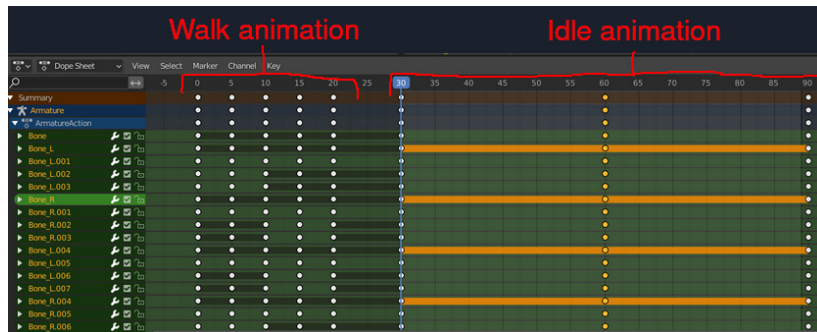 Walk animation Idle animation
Dope Sheet View Select Marker Channel Key
-5 0 5 10 15 20 25 30 35 40 45 50 55 60 65 70 75 80 85 90
Summary
Armature
ArmatureAction
Bone
Bone_L
Bone_L.001
Bone_L.002
Bone_L.003
Bone_R
Bone_R.001
Bone_R.002
Bone_R.003
Bone_L.004
Bone_L.005
Bone_L.006
Bone_L.007
Bone_R.004
Bone_R.005
Bone_R.006